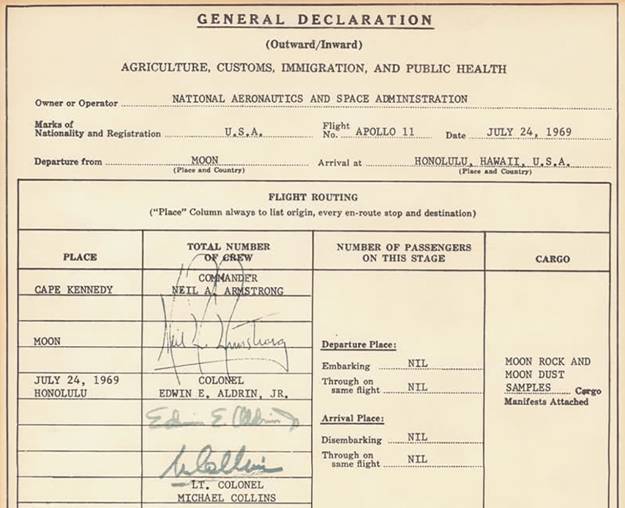 GENERAL DECLARATION
(Outward/Inward)
AGRICULTURE, CUSTOMS, IMMIGRATION, AND PUBLIC HEALTH
Owner or Operator NATIONAL AERONAUTICS AND SPACE ADMINISTRATION
Marks of
Nationality and Registration U.S.A. Flight
No. APOLLO 11 Date JULY 24, 1969
Departure from MOON Arrival at HONOLULU, HAWAII, U.S.A.
(Place and Country) (Place and Country)
FLIGHT ROUTING
("Place" Column always to list origin, every en-route stop and destination)
PLACE
TOTAL NUMBER
OF CREW
NUMBER OF PASSENGERS
ON THIS STAGE
CARGO
CAPE KENNEDY
COMMANDER
NEIL A. ARMSTRONG
MOON
Neil A. Armstrong
JULY 24, 1969
HONOLULU
COLONEL
EDWIN E. ALDRIN, JR.
Edwin E Aldrin Jr
M Collins
LT. COLONEL
MICHAEL COLLINS
Departure Place:
Embarking NIL
Through on
same flight NIL
Arrival Place:
Disembarking NIL
Through on
same flight NIL
MOON ROCK AND
MOON DUST
SAMPLES Cargo
Manifests Attached